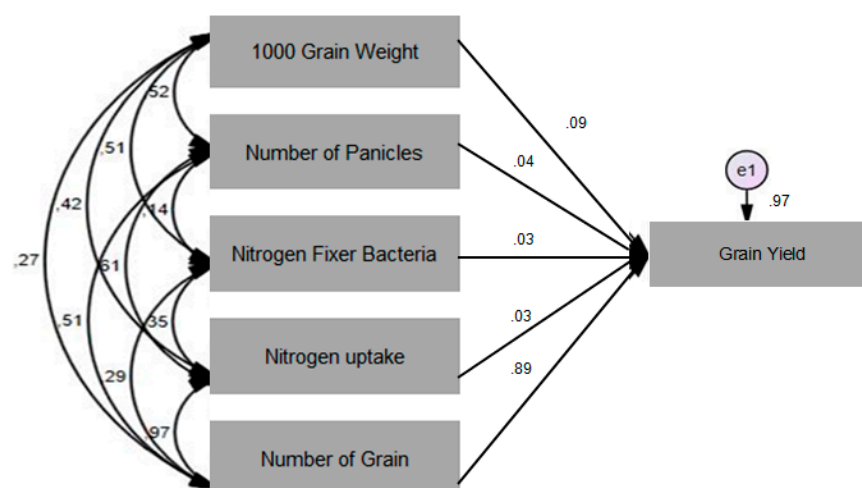 1000 Grain Weight
,52
.09
Number of Panicles
,51
.04
e1
.97
,42
,14
Nitrogen Fixer Bacteria
.03
Grain Yield
,27
,61
,51
,35
.03
Nitrogen uptake
,29
.89
,97
Number of Grain